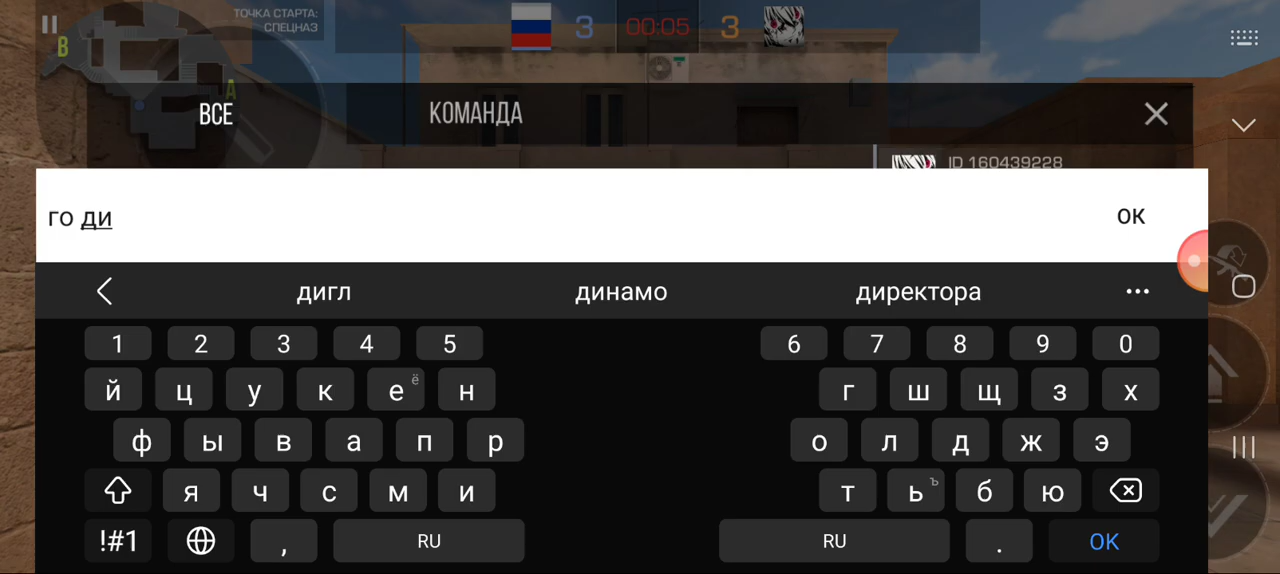 ТОЧКА СТАРТА:
СПЕЦНАЗ
3 00:05 3
B
A
ВСЕ КОМАНДА
ID 160439228
го ди OK
дигл динамо директора ...
1 2 3 4 5 6 7 8 9 0
й ц у к е ё н г ш щ з х
ф ы в а п р о л д ж э
я ч с м и т ь ъ б ю
!#1 , RU RU . OK